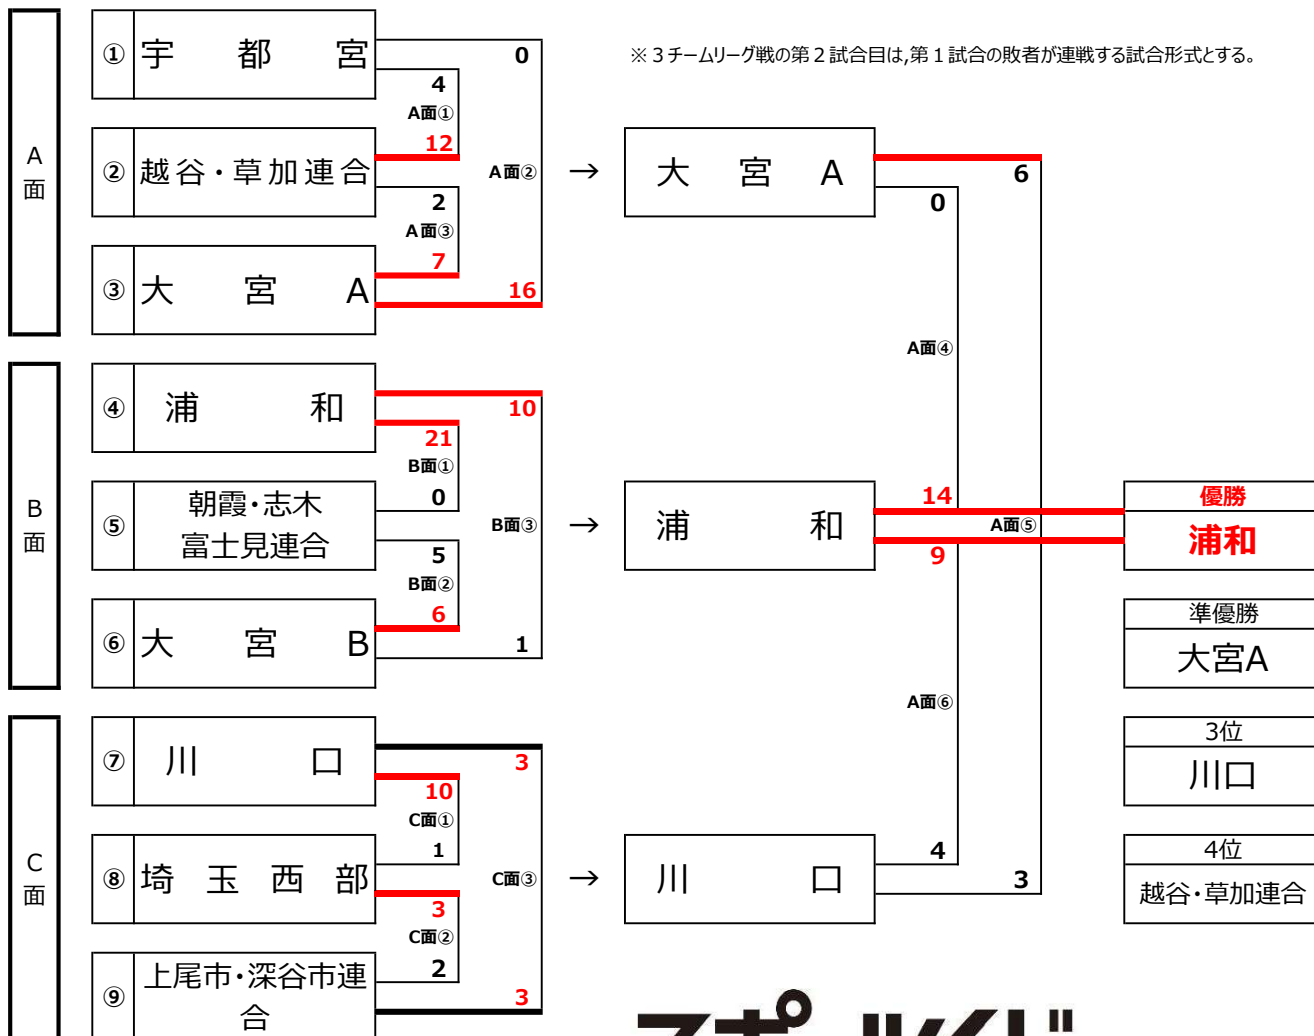 ※３チームリーグ戦の第２試合目は,第１試合の敗者が連戦する試合形式とする。
A面
① 宇都宮
0
4
A面①
12
② 越谷・草加連合
A面②
→
2
A面③
7
③ 大宮A
16
B面
④ 浦和
10
21
B面①
0
⑤ 朝霞・志木
富士見連合
B面③
→
5
B面②
6
⑥ 大宮B
1
C面
⑦ 川口
3
10
C面①
1
⑧ 埼玉西部
C面③
→
3
C面②
2
⑨ 上尾市・深谷市連
合
3
大宮A
6
0
A面④
14
浦和
A面⑤
9
A面⑥
4
川口
3
優勝
浦和
準優勝
大宮A
3位
川口
4位
越谷・草加連合